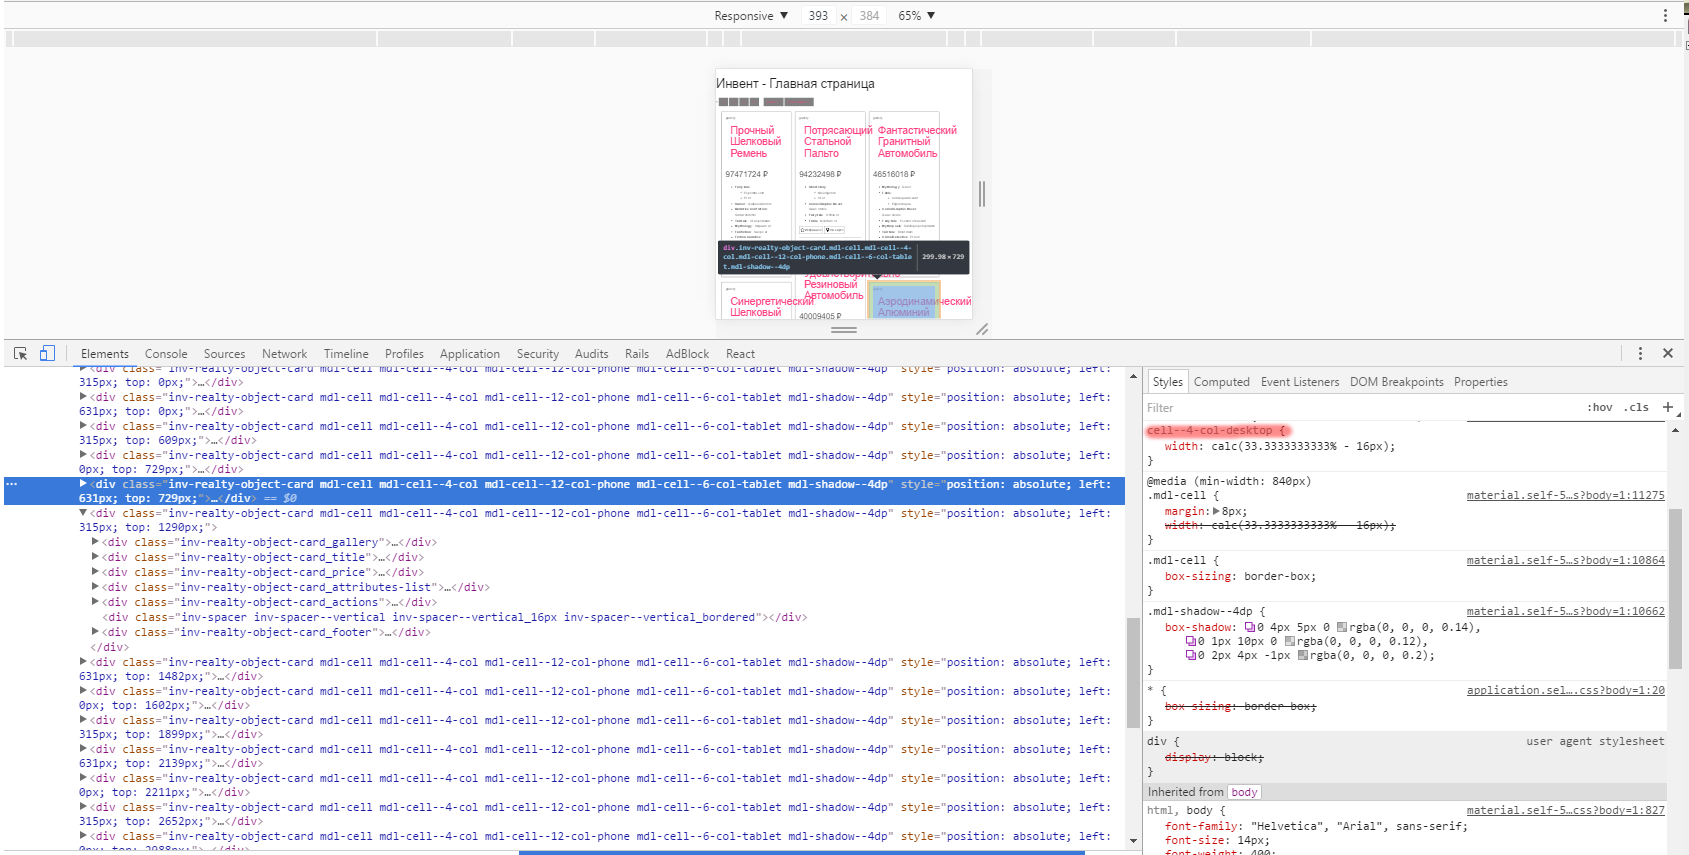 Responsive ▼ 393 × 384 65% ▼
Инвент - Главная страница
Прочный Шелковый Ремень
97471724 ₽
Потрясающий Стальной Пальто
94232498 ₽
Фантастический Гранитный Автомобиль
46516018 ₽
div.inv-realty-object-card.mdl-cell.mdl-cell--4-
col.mdl-cell--12-col-phone.mdl-cell--6-col-table
t.mdl-shadow--4dp
299.98 × 729
Синергетический
Шелковый
Резиновый
Автомобиль
40009405 ₽
Аэродинамический
Алюминий
Elements Console Sources Network Timeline Profiles Application Security Audits Rails AdBlock React
<div class="inv-realty-object-card mdl-cell mdl-cell--4-col mdl-cell--12-col-phone mdl-cell--6-col-tablet mdl-shadow--4dp" style="position: absolute; left:
315px; top: 0px;">…</div>
<div class="inv-realty-object-card mdl-cell mdl-cell--4-col mdl-cell--12-col-phone mdl-cell--6-col-tablet mdl-shadow--4dp" style="position: absolute; left:
631px; top: 0px;">…</div>
<div class="inv-realty-object-card mdl-cell mdl-cell--4-col mdl-cell--12-col-phone mdl-cell--6-col-tablet mdl-shadow--4dp" style="position: absolute; left:
315px; top: 609px;">…</div>
<div class="inv-realty-object-card mdl-cell mdl-cell--4-col mdl-cell--12-col-phone mdl-cell--6-col-tablet mdl-shadow--4dp" style="position: absolute; left:
0px; top: 729px;">…</div>
<div class="inv-realty-object-card mdl-cell mdl-cell--4-col mdl-cell--12-col-phone mdl-cell--6-col-tablet mdl-shadow--4dp" style="position: absolute; left:
631px; top: 729px;">…</div> == $0
<div class="inv-realty-object-card mdl-cell mdl-cell--4-col mdl-cell--12-col-phone mdl-cell--6-col-tablet mdl-shadow--4dp" style="position: absolute; left:
315px; top: 1290px;">
<div class="inv-realty-object-card_gallery">…</div>
<div class="inv-realty-object-card_title">…</div>
<div class="inv-realty-object-card_price">…</div>
<div class="inv-realty-object-card_attributes-list">…</div>
<div class="inv-realty-object-card_actions">…</div>
<div class="inv-spacer inv-spacer--vertical inv-spacer--vertical_16px inv-spacer--vertical_bordered"></div>
<div class="inv-realty-object-card_footer">…</div>
</div>
<div class="inv-realty-object-card mdl-cell mdl-cell--4-col mdl-cell--12-col-phone mdl-cell--6-col-tablet mdl-shadow--4dp" style="position: absolute; left:
631px; top: 1482px;">…</div>
<div class="inv-realty-object-card mdl-cell mdl-cell--4-col mdl-cell--12-col-phone mdl-cell--6-col-tablet mdl-shadow--4dp" style="position: absolute; left:
0px; top: 1602px;">…</div>
<div class="inv-realty-object-card mdl-cell mdl-cell--4-col mdl-cell--12-col-phone mdl-cell--6-col-tablet mdl-shadow--4dp" style="position: absolute; left:
315px; top: 1899px;">…</div>
<div class="inv-realty-object-card mdl-cell mdl-cell--4-col mdl-cell--12-col-phone mdl-cell--6-col-tablet mdl-shadow--4dp" style="position: absolute; left:
631px; top: 2139px;">…</div>
<div class="inv-realty-object-card mdl-cell mdl-cell--4-col mdl-cell--12-col-phone mdl-cell--6-col-tablet mdl-shadow--4dp" style="position: absolute; left:
0px; top: 2211px;">…</div>
<div class="inv-realty-object-card mdl-cell mdl-cell--4-col mdl-cell--12-col-phone mdl-cell--6-col-tablet mdl-shadow--4dp" style="position: absolute; left:
315px; top: 2652px;">…</div>
<div class="inv-realty-object-card mdl-cell mdl-cell--4-col mdl-cell--12-col-phone mdl-cell--6-col-tablet mdl-shadow--4dp" style="position: absolute; left:
0px; top: 2988px;">…</div>
Styles Computed Event Listeners DOM Breakpoints Properties
Filter :hov .cls +
cell--4-col-desktop {
width: calc(33.3333333333% - 16px);
}
@media (min-width: 840px)
.mdl-cell { material.self-5…s?body=1:11275
margin: 8px;
width: calc(33.3333333333% - 16px);
}
.mdl-cell { material.self-5…s?body=1:10864
box-sizing: border-box;
}
.mdl-shadow--4dp { material.self-5…s?body=1:10662
box-shadow: 0 4px 5px 0 rgba(0, 0, 0, 0.14),
0 1px 10px 0 rgba(0, 0, 0, 0.12),
0 2px 4px -1px rgba(0, 0, 0, 0.2);
}
* { application.sel….css?body=1:20
box-sizing: border-box;
}
div { user agent stylesheet
display: block;
}
Inherited from body
html, body { material.self-5…css?body=1:827
font-family: "Helvetica", "Arial", sans-serif;
font-size: 14px;
font-weight: 400;